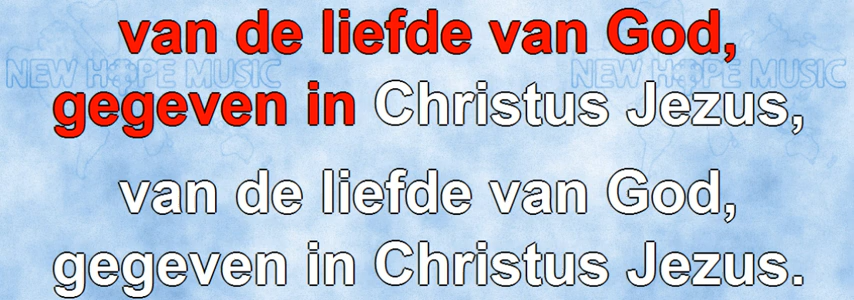 van de liefde van God,
NEW HOPE MUSIC NEW HOPE MUSIC
gegeven in Christus Jezus,
van de liefde van God,
gegeven in Christus Jezus.